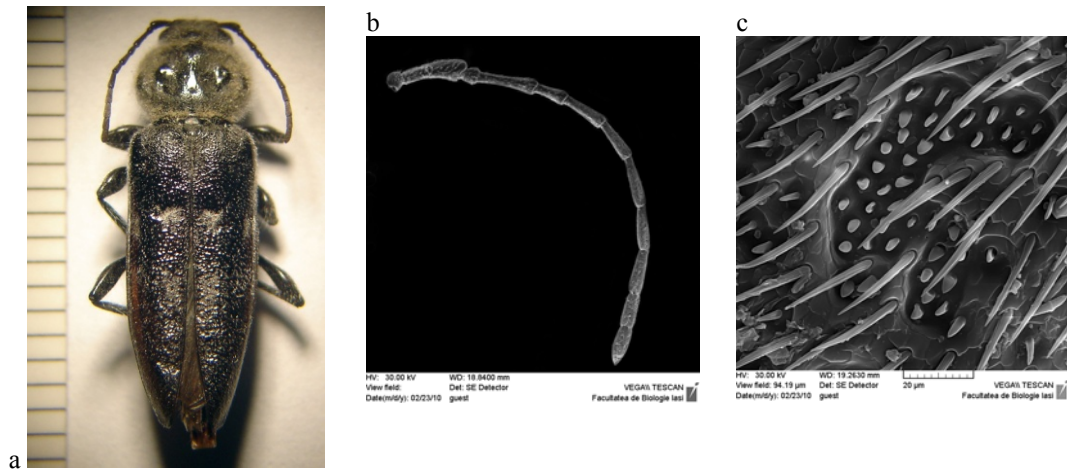 a
b
HV: 30.00 kV WD: 18.8400 mm
View field: Det: SE Detector VEGA\\ TESCAN
Date(m/d/y): 02/23/10 guest Facultatea de Biologie Iasi
c
HV: 30.00 kV WD: 19.2630 mm
View field: 94.19 µm Det: SE Detector 20 µm VEGA\\ TESCAN
Date(m/d/y): 02/23/10 guest Facultatea de Biologie Iasi